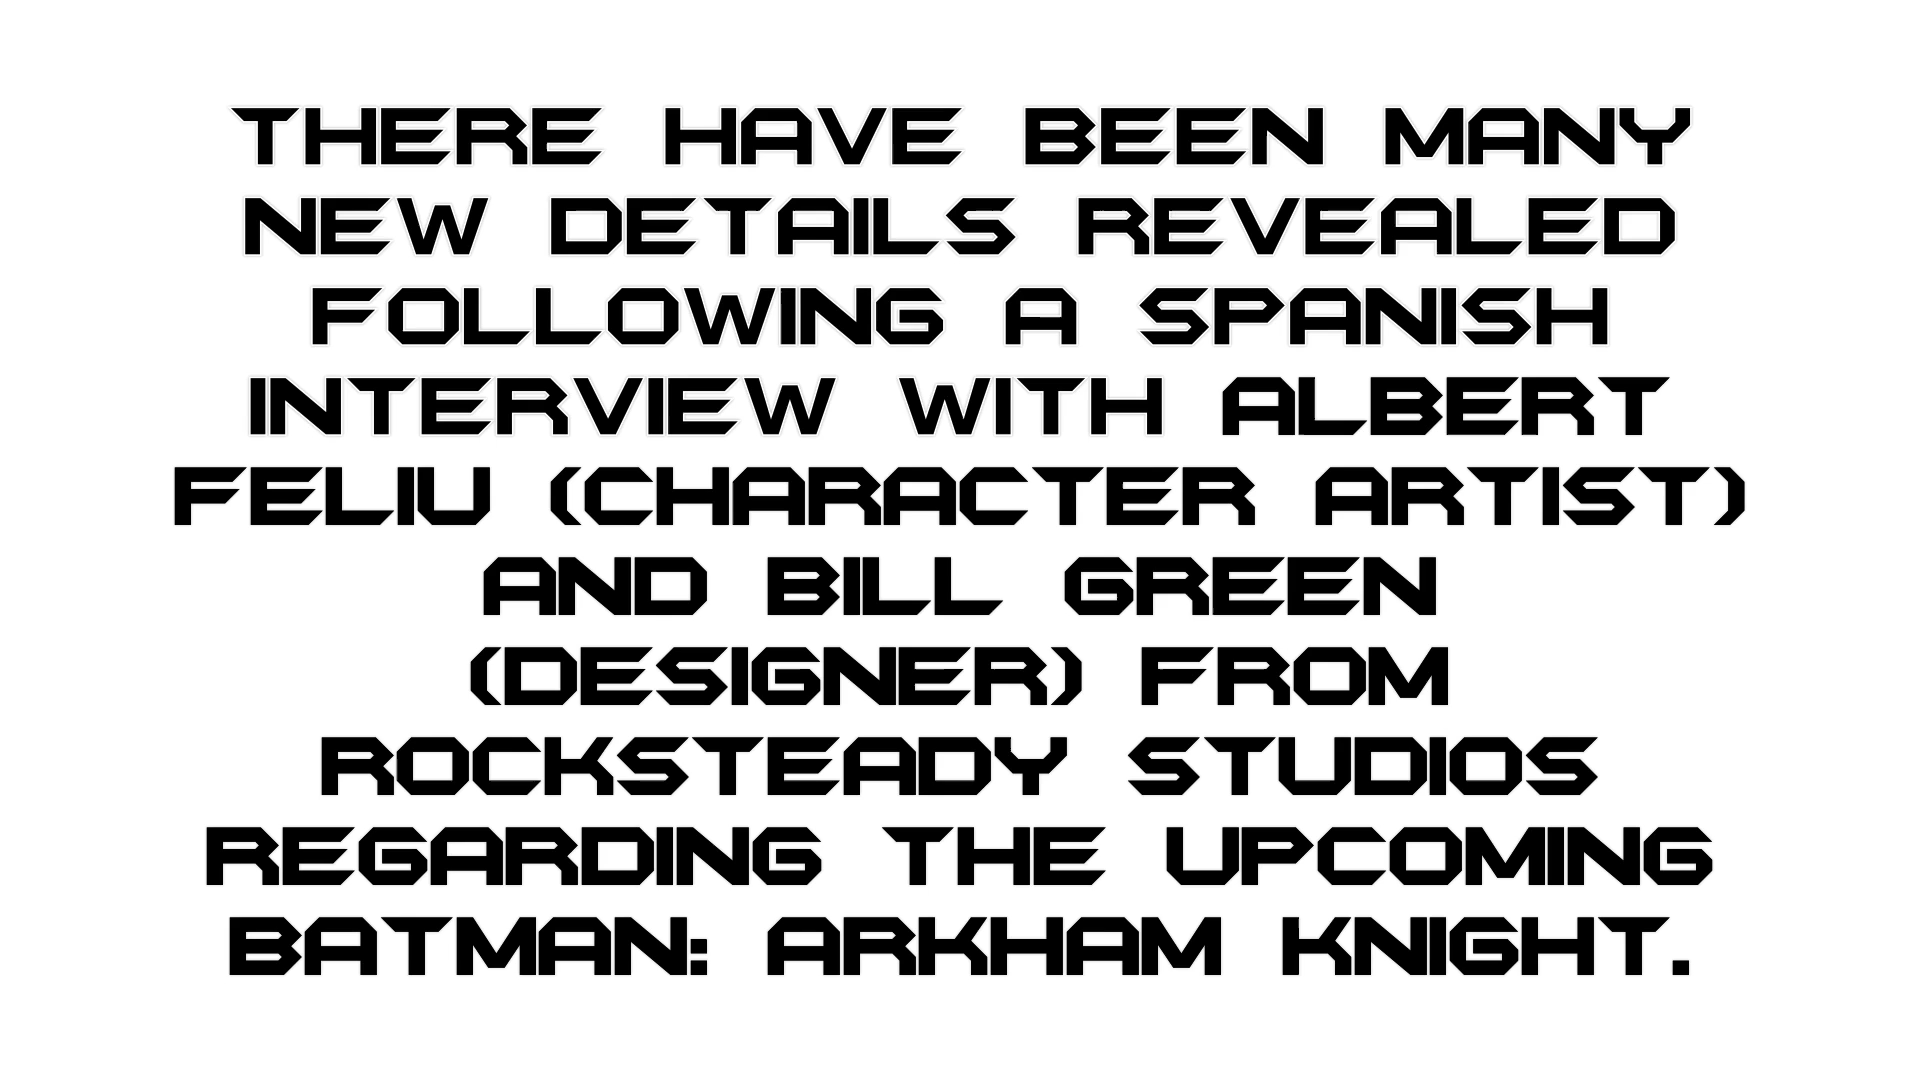 THERE HAVE BEEN MANY
NEW DETAILS REVEALED
FOLLOWING A SPANISH
INTERVIEW WITH ALBERT
FELIU (CHARACTER ARTIST)
AND BILL GREEN
(DESIGNER) FROM
ROCKSTEADY STUDIOS
REGARDING THE UPCOMING
BATMAN: ARKHAM KNIGHT.